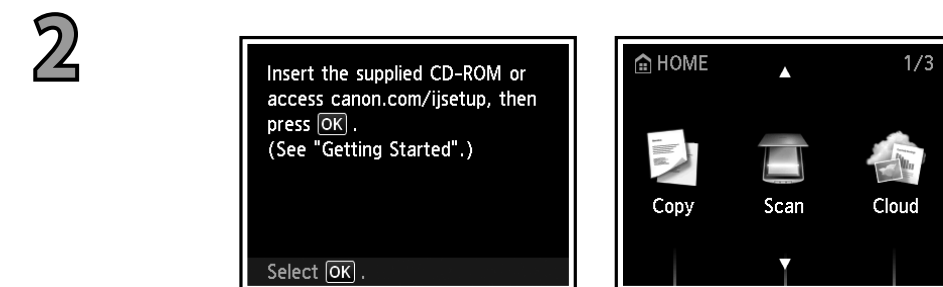 2
Insert the supplied CD-ROM or
access canon.com/ijsetup, then
press OK .
(See "Getting Started".)
Select OK .
HOME 1/3
Copy Scan Cloud